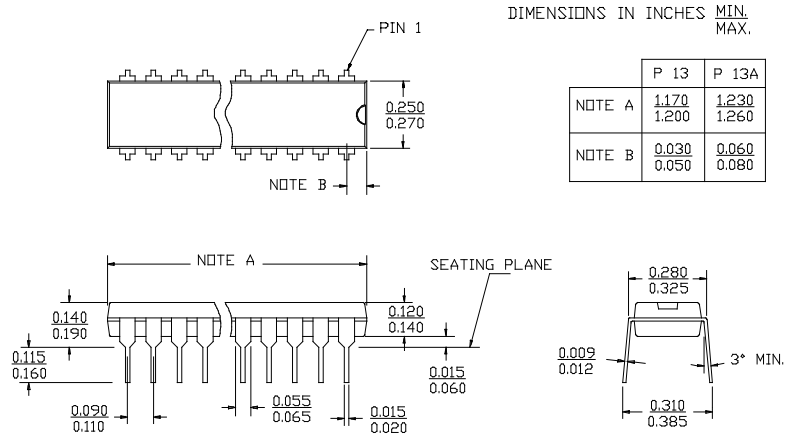 DIMENSIONS IN INCHES MIN.
MAX.
PIN 1
P 13 P 13A
NOTE A 1.170 1.230
1.200 1.260
NOTE B 0.030 0.060
0.050 0.080
0.250
0.270
NOTE B
NOTE A
SEATING PLANE
0.280
0.325
0.140
0.190
0.120
0.140
0.115
0.160
0.015
0.060
0.009
0.012
3° MIN.
0.090
0.110
0.055
0.065
0.015
0.020
0.310
0.385